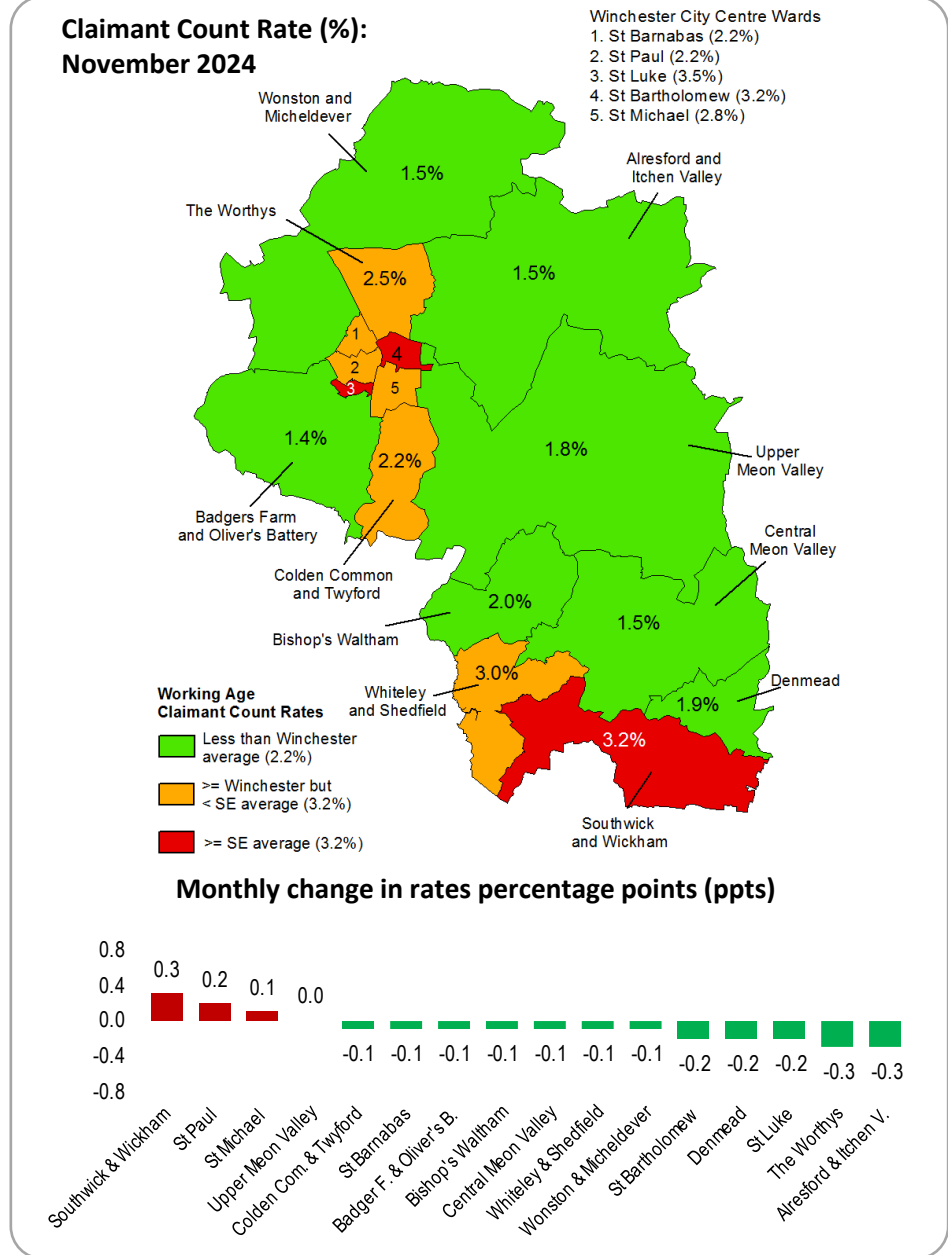 Claimant Count Rate (%):
November 2024
Winchester City Centre Wards
1. St Barnabas (2.2%)
2. St Paul (2.2%)
3. St Luke (3.5%)
4. St Bartholomew (3.2%)
5. St Michael (2.8%)
Wonston and
Micheldever
1.5%
Alresford and
Itchen Valley
The Worthys
2.5%
1.5%
1
4
2
3
5
1.4%
2.2%
1.8%
Upper
Meon Valley
Badgers Farm
and Oliver's Battery
Central
Meon Valley
Colden Common
and Twyford
2.0%
1.5%
Bishop's Waltham
3.0%
Whiteley
and Shedfield
1.9%
Denmead
3.2%
Southwick
and Wickham
Working Age
Claimant Count Rates
Less than Winchester
average (2.2%)
>= Winchester but
< SE average (3.2%)
>= SE average (3.2%)
Monthly change in rates percentage points (ppts)
0.8
0.4
0.0
-0.4
-0.8
0.3
0.2
0.1
0.0
-0.1
-0.1
-0.1
-0.1
-0.1
-0.1
-0.1
-0.2
-0.2
-0.2
-0.3
-0.3
Southwick & Wickham
St Paul
St Michael
Upper Meon Valley
Colden Com. & Twyford
St Barnabas
Badger F. & Oliver's B.
Bishop's Waltham
Central Meon Valley
Whiteley & Shedfield
Wonston & Micheldever
St Bartholomew
Denmead
St Luke
The Worthys
Alresford & Itchen V.